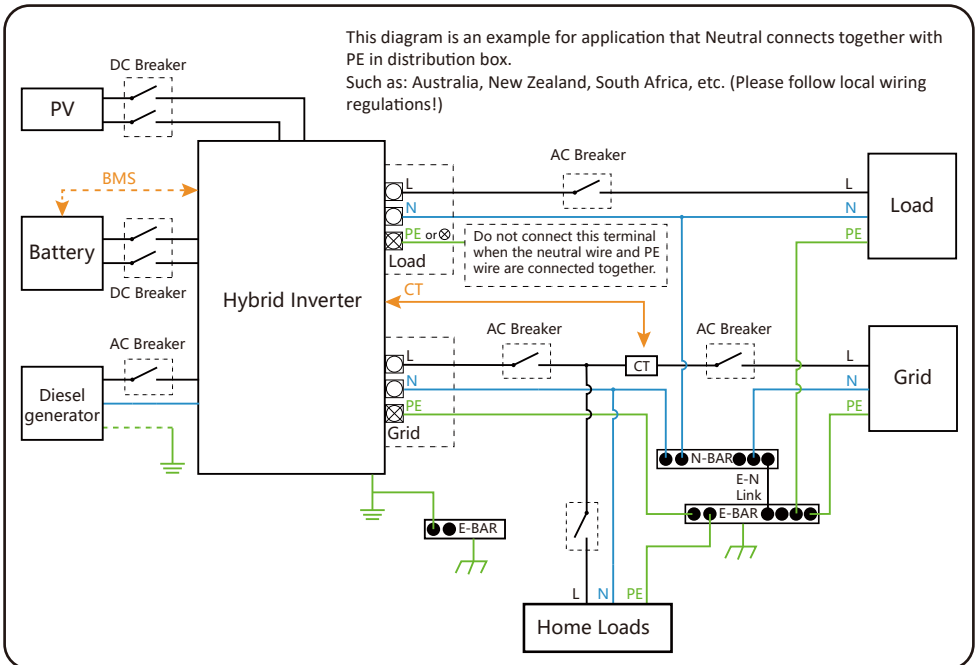 This diagram is an example for application that Neutral connects together with
PE in distribution box.
Such as: Australia, New Zealand, South Africa, etc. (Please follow local wiring
regulations!)
DC Breaker
PV
AC Breaker
L
L
BMS
N
N
Load
PE or ⊗
PE
Do not connect this terminal
when the neutral wire and PE
wire are connected together.
Load
Battery
DC Breaker
CT
Hybrid Inverter
AC Breaker
AC Breaker
AC Breaker
L
CT
L
N
N
Grid
Diesel
generator
PE
PE
Grid
N-BAR
E-N
Link
E-BAR
E-BAR
L
N
PE
Home Loads